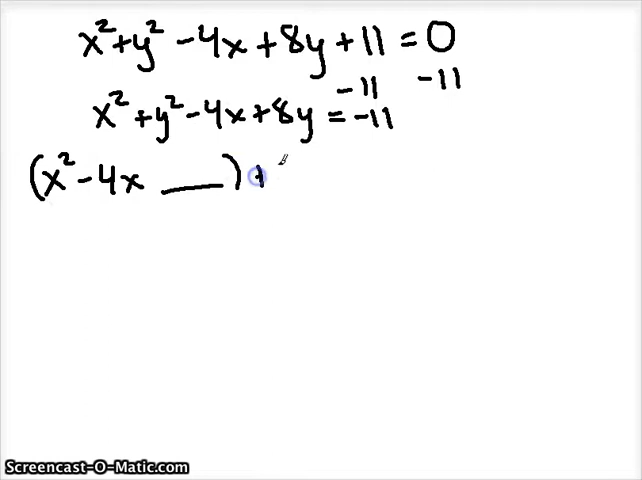 x² + y² - 4x + 8y + 11 = 0
-11 -11
x² + y² - 4x + 8y = -11
(x² - 4x ___) +
Screencast-O-Matic.com